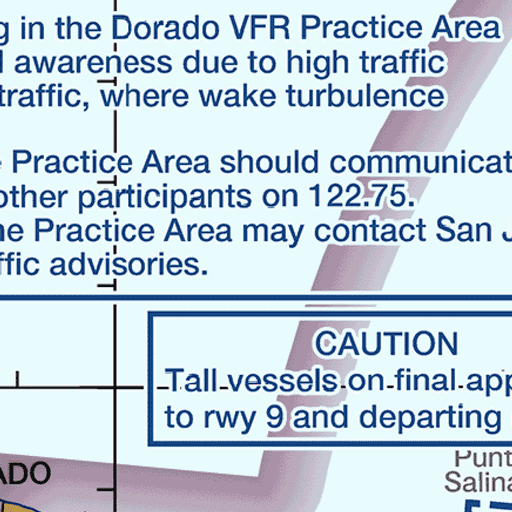 g in the Dorado VFR Practice Area
awareness due to high traffic
traffic, where wake turbulence
Practice Area should communicat
other participants on 122.75.
he Practice Area may contact San J
ffic advisories.
CAUTION
Tall vessels on final app
to rwy 9 and departing
ADO
Punt
Salina